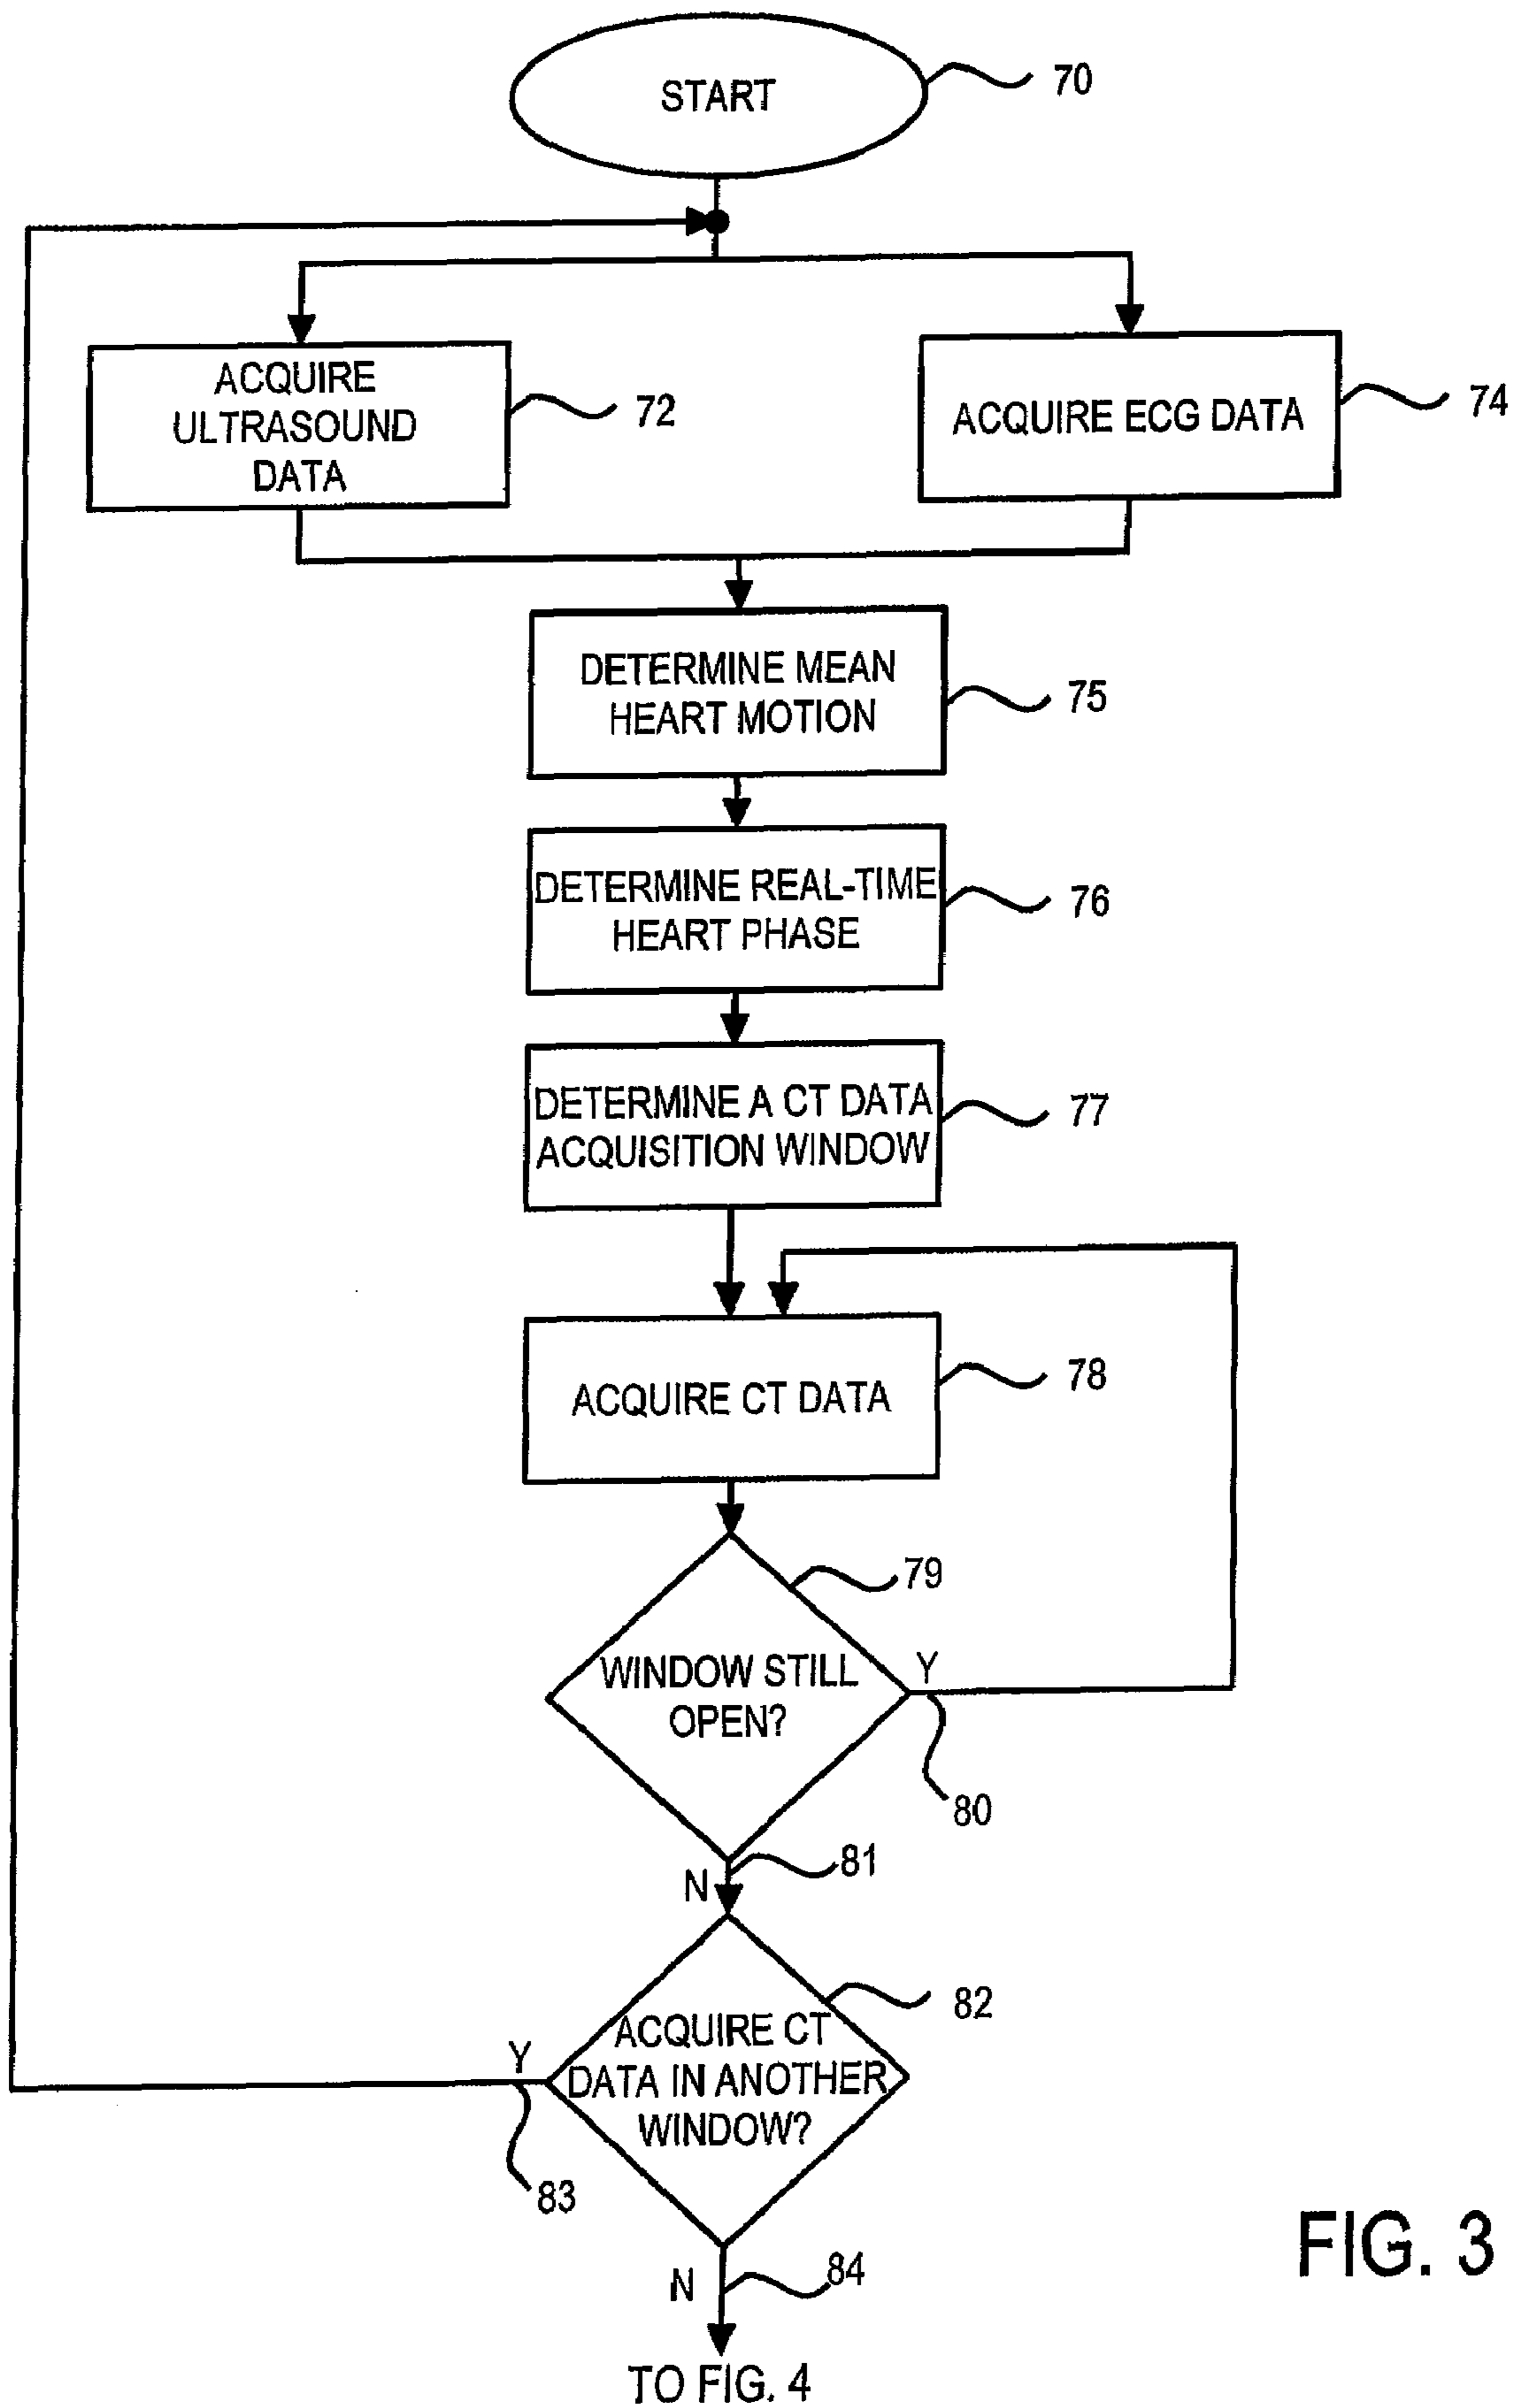 START
70
ACQUIRE
ULTRASOUND
DATA
72
ACQUIRE ECG DATA
74
DETERMINE MEAN
HEART MOTION
75
DETERMINE REAL-TIME
HEART PHASE
76
DETERMINE A CT DATA
ACQUISITION WINDOW
77
ACQUIRE CT DATA
78
79
WINDOW STILL
OPEN?
Y
80
81
N
82
ACQUIRE CT
DATA IN ANOTHER
WINDOW?
Y
83
N
84
TO FIG. 4
FIG. 3